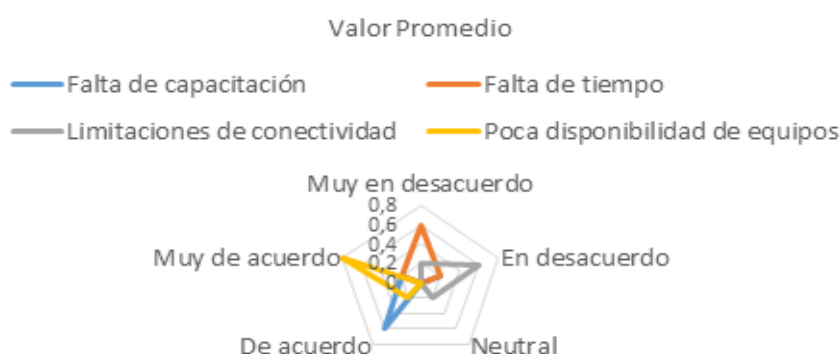 Valor Promedio
Falta de capacitación Falta de tiempo
Limitaciones de conectividad Poca disponibilidad de equipos
Muy en desacuerdo
0,8
0,6
0,4
0,2
0
Muy de acuerdo En desacuerdo
De acuerdo Neutral